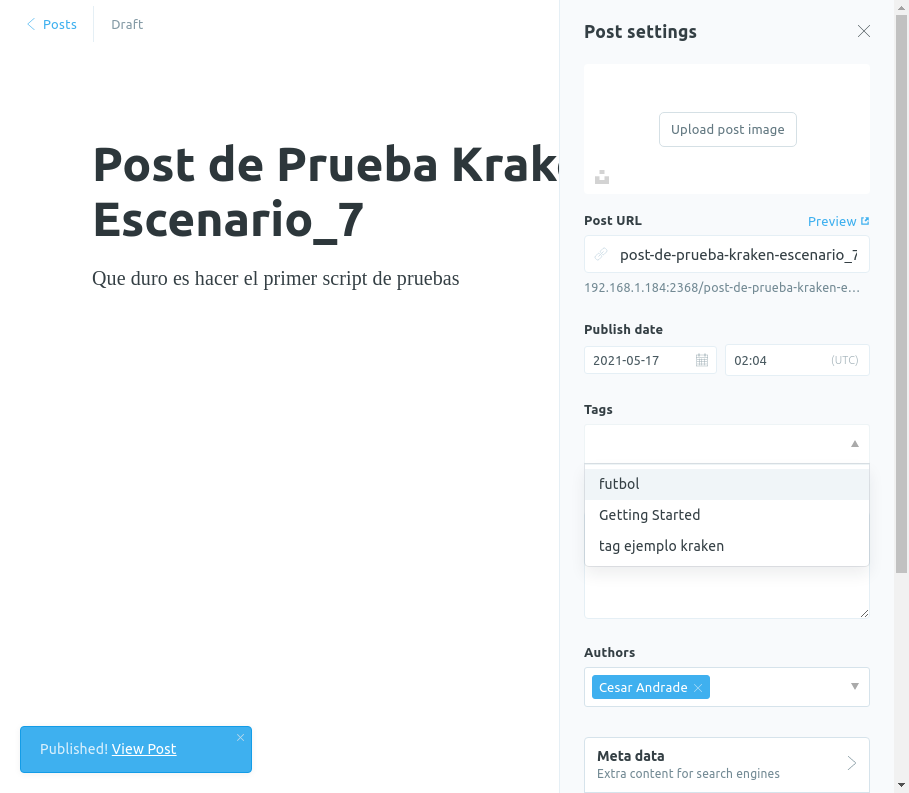 Posts
Draft
Post de Prueba Krake
Escenario_7
Que duro es hacer el primer script de pruebas
Published! View Post
Post settings
Upload post image
Post URL
Preview
post-de-prueba-kraken-escenario_7
192.168.1.184:2368/post-de-prueba-kraken-e...
Publish date
2021-05-17
02:04
(UTC)
Tags
futbol
Getting Started
tag ejemplo kraken
Authors
Cesar Andrade
Meta data
Extra content for search engines